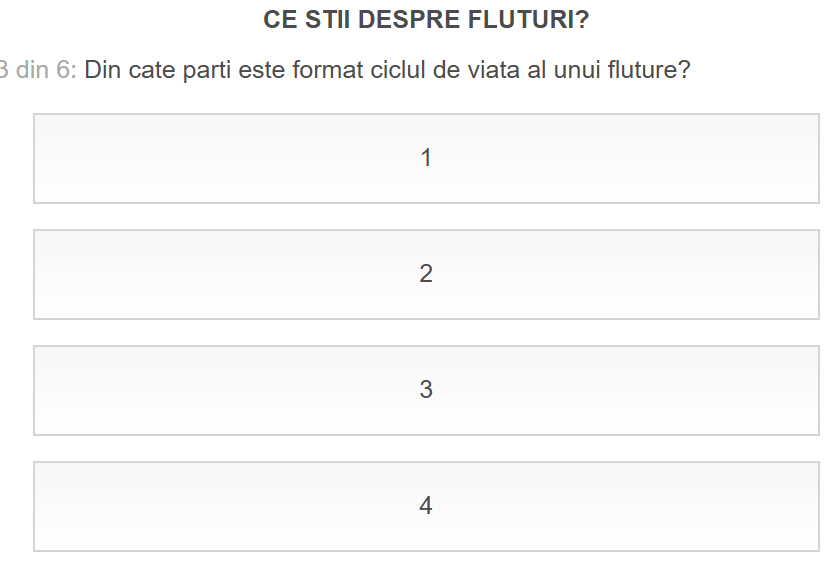 CE STII DESPRE FLUTURI?
3 din 6: Din cate parti este format ciclul de viata al unui fluture?
1
2
3
4